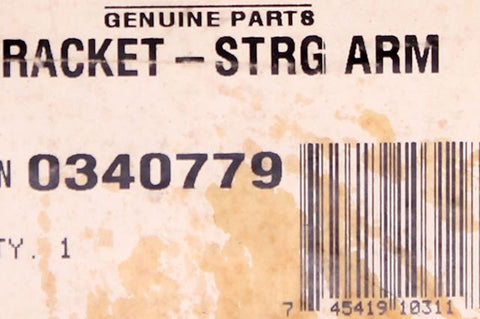 GENUINE PARTS
RACKET – STRG ARM
N 0340779
TY. 1
7 45419 10311